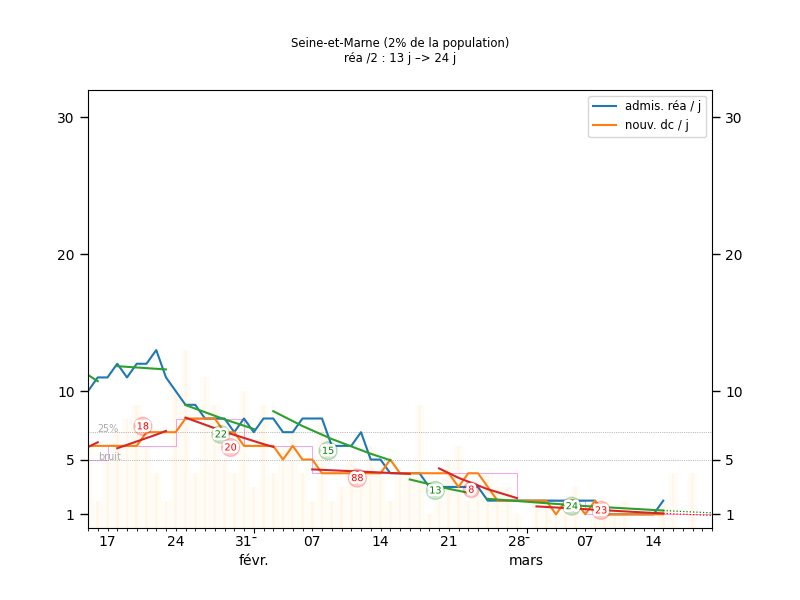 Seine-et-Marne (2% de la population)
réa /2 : 13 j –> 24 j
admis. réa / j
nouv. dc / j
30 30
20 20
10 10
5 5
1 1
25%
bruit
18
22
20
15
88
13
8
24
23
17 24 31 07 14 21 28 07 14
févr. mars